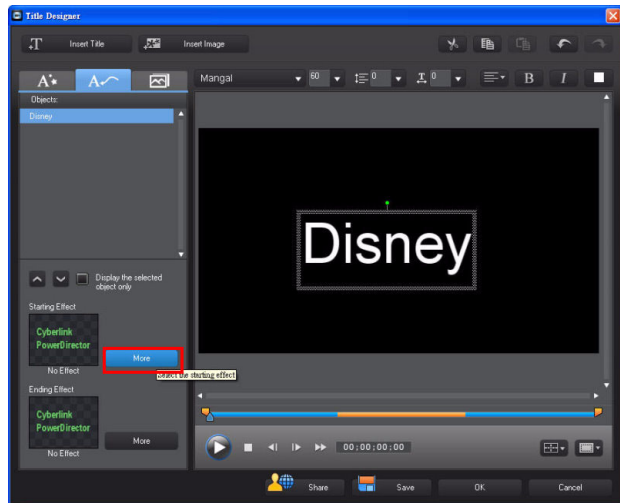 Title Designer
Insert Title
Insert Image
Mangal
60
0
0
B
I
Objects:
Disney
Disney
Display the selected
object only
Starting Effect
Cyberlink
PowerDirector
More
No Effect
Select the starting effect
Ending Effect
Cyberlink
PowerDirector
More
No Effect
00:00:00:00
Share
Save
OK
Cancel